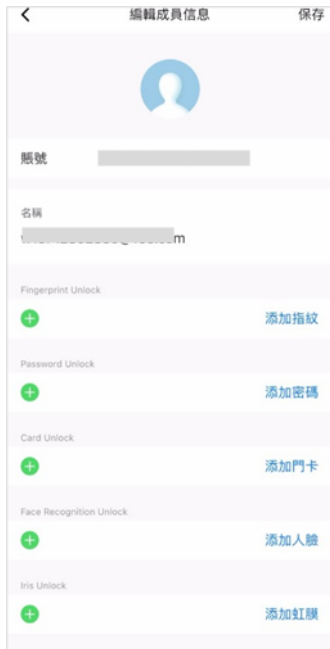 編輯成員信息 保存
賬號
名稱
m
Fingerprint Unlock
添加指紋
Password Unlock
添加密碼
Card Unlock
添加門卡
Face Recognition Unlock
添加人臉
Iris Unlock
添加虹膜